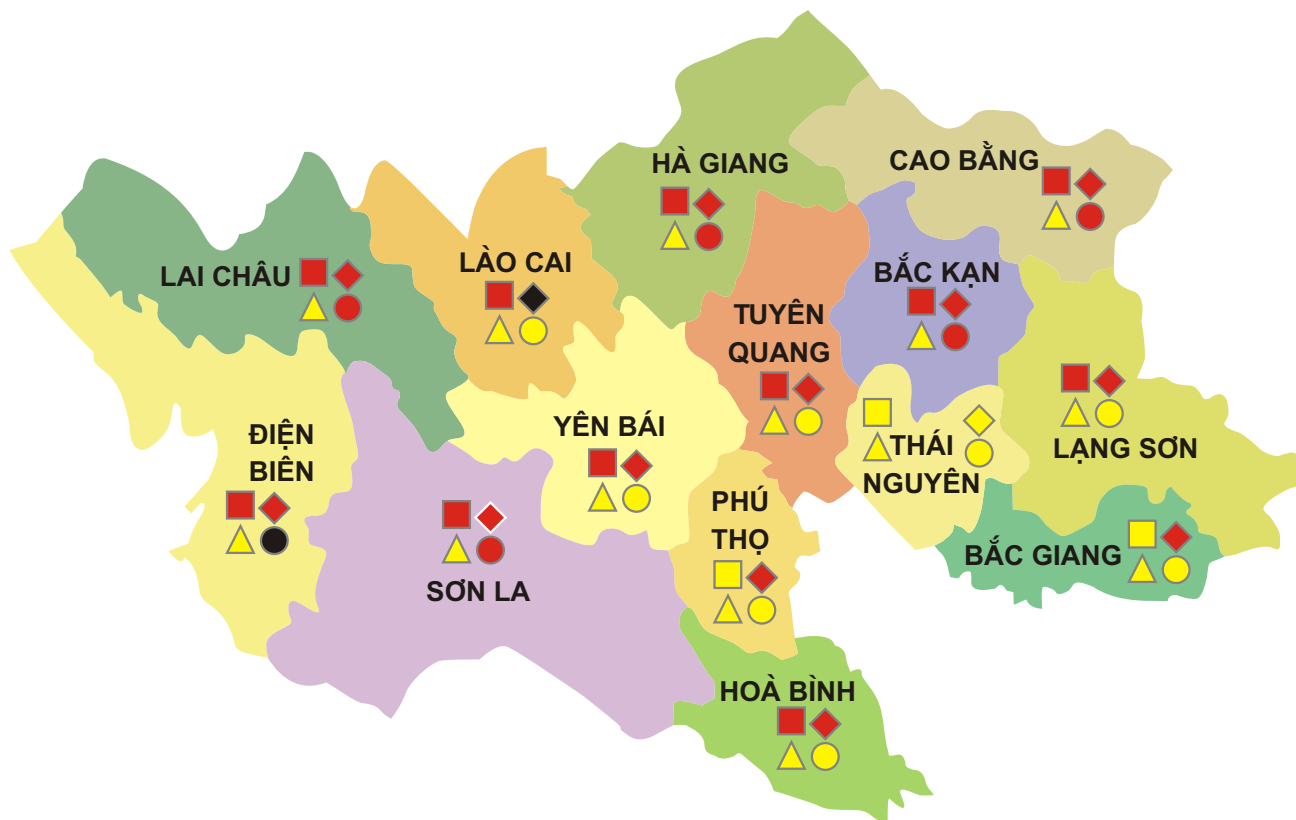 HÀ GIANG
CAO BẰNG
LAI CHÂU
LÀO CAI
BẮC KẠN
TUYÊN
QUANG
YÊN BÁI
ĐIỆN
BIÊN
THÁI
NGUYÊN
LẠNG SƠN
PHÚ
THỌ
BẮC GIANG
SƠN LA
HOÀ BÌNH